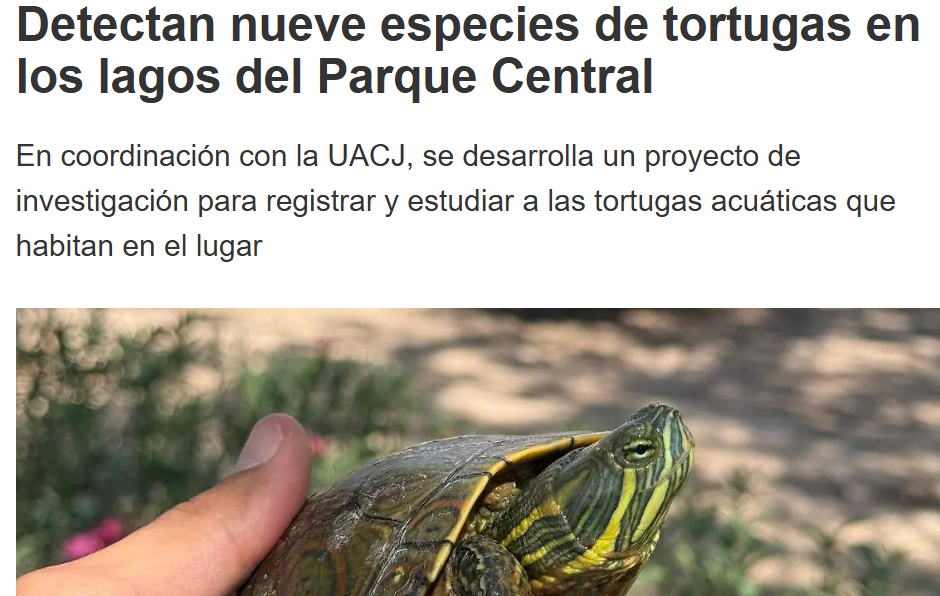 Detectan nueve especies de tortugas en
los lagos del Parque Central
En coordinación con la UACJ, se desarrolla un proyecto de
investigación para registrar y estudiar a las tortugas acuáticas que
habitan en el lugar